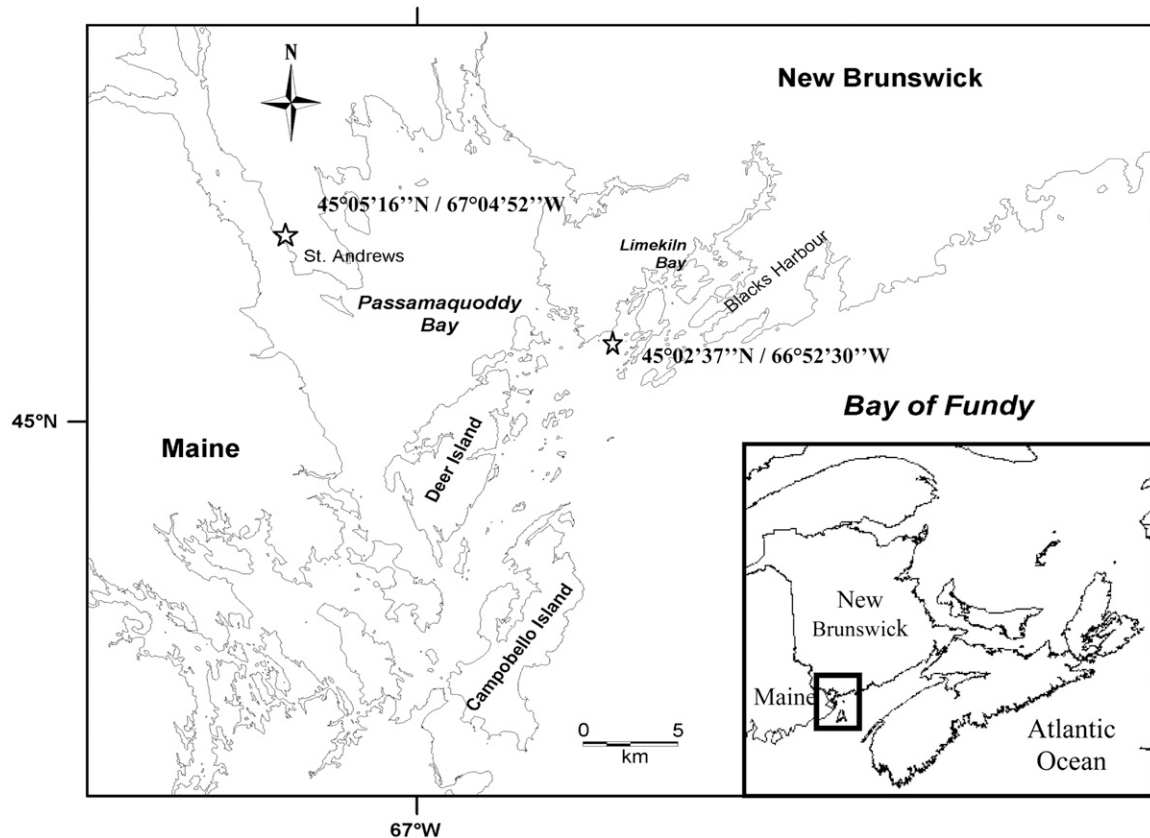 N
New Brunswick
45°05'16''N / 67°04'52''W
St. Andrews
Limekiln
Bay
Blacks Harbour
Passamaquoddy
Bay
45°02'37''N / 66°52'30''W
Bay of Fundy
45°N
Maine
Deer Island
Campobello Island
0 5
km
New
Brunswick
Maine
Atlantic
Ocean
67°W